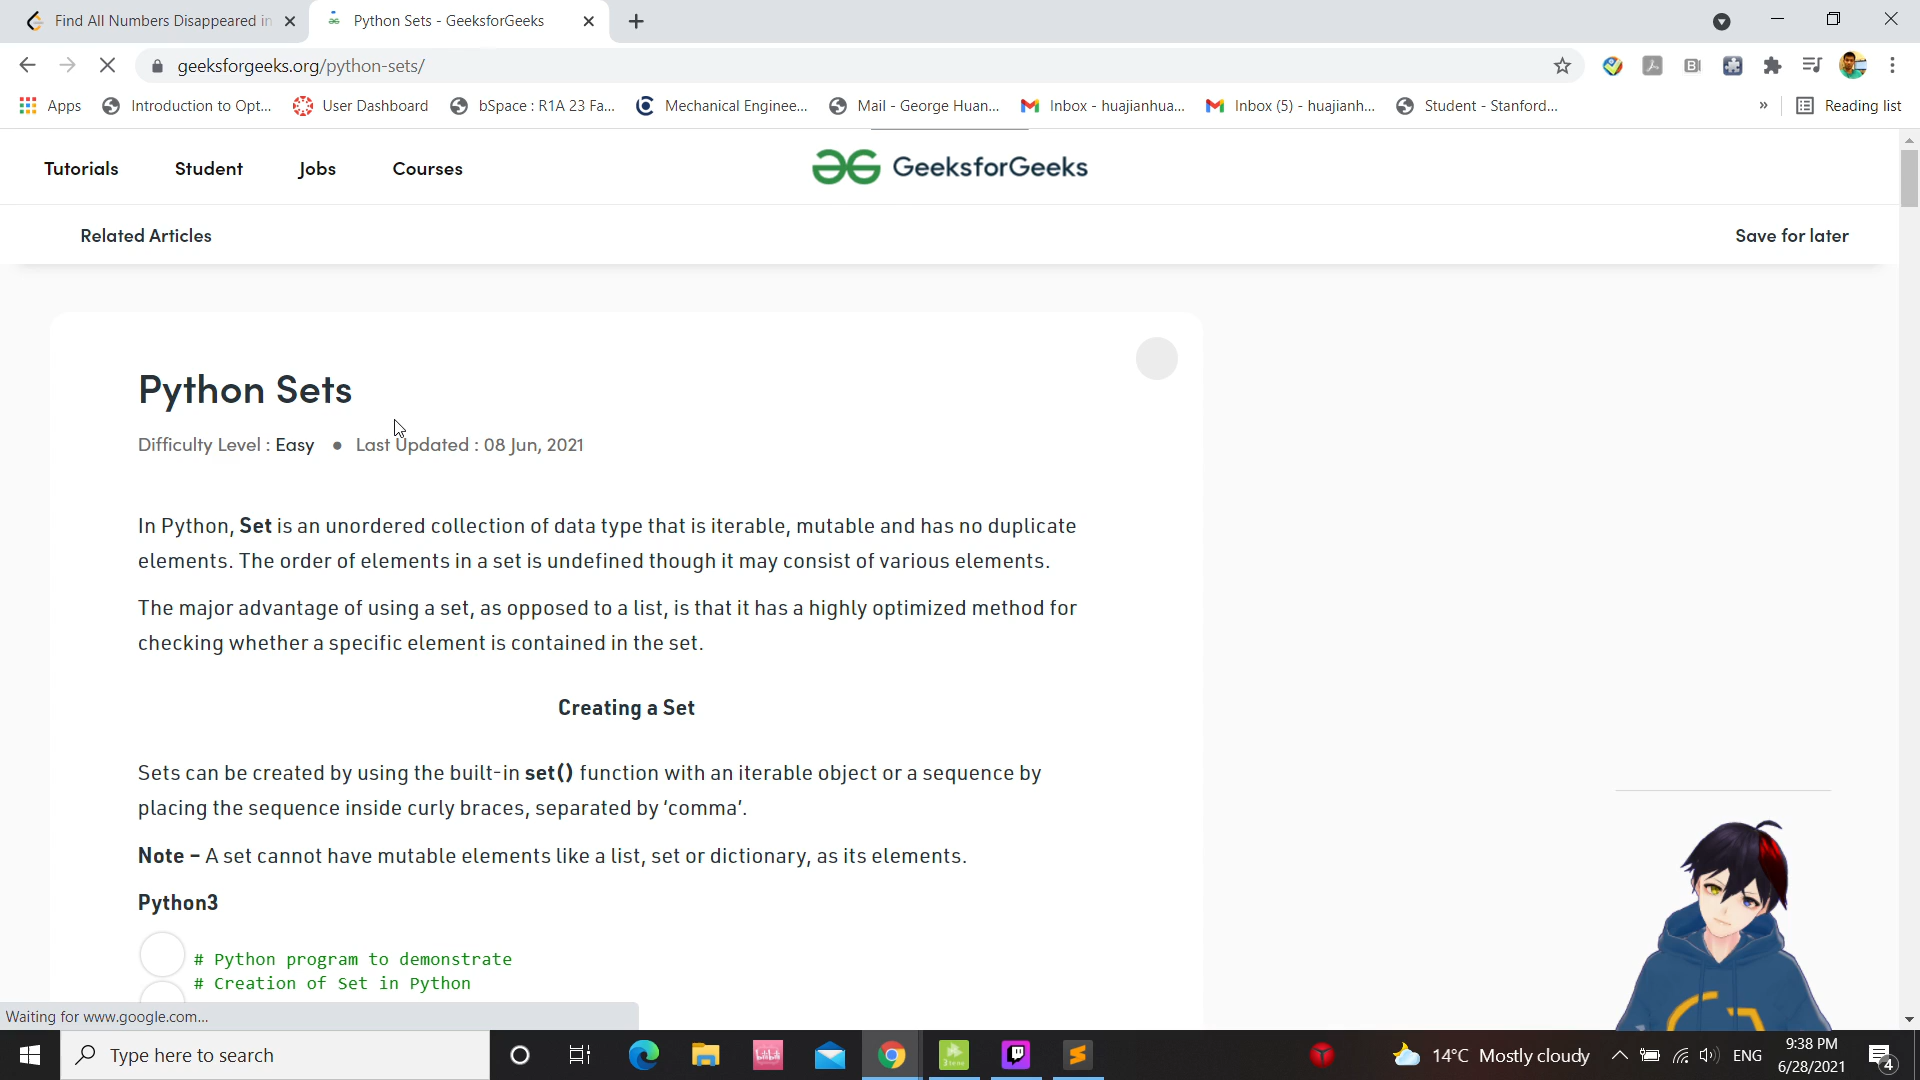 Find All Numbers Disappeared in
Python Sets - GeeksforGeeks
geeksforgeeks.org/python-sets/
Apps
Introduction to Opt...
User Dashboard
bSpace : R1A 23 Fa...
Mechanical Enginee...
Mail - George Huan...
Inbox - huajianhua...
Inbox (5) - huajianh...
Student - Stanford...
»
Reading list
Tutorials
Student
Jobs
Courses
GeeksforGeeks
Related Articles
Save for later
Python Sets
Difficulty Level : Easy ● Last Updated : 08 Jun, 2021
In Python, Set is an unordered collection of data type that is iterable, mutable and has no duplicate
elements. The order of elements in a set is undefined though it may consist of various elements.
The major advantage of using a set, as opposed to a list, is that it has a highly optimized method for
checking whether a specific element is contained in the set.
Creating a Set
Sets can be created by using the built-in set() function with an iterable object or a sequence by
placing the sequence inside curly braces, separated by ‘comma’.
Note – A set cannot have mutable elements like a list, set or dictionary, as its elements.
Python3
# Python program to demonstrate
# Creation of Set in Python
Waiting for www.google.com...
Type here to search
14°C Mostly cloudy
ENG
9:38 PM
6/28/2021
4